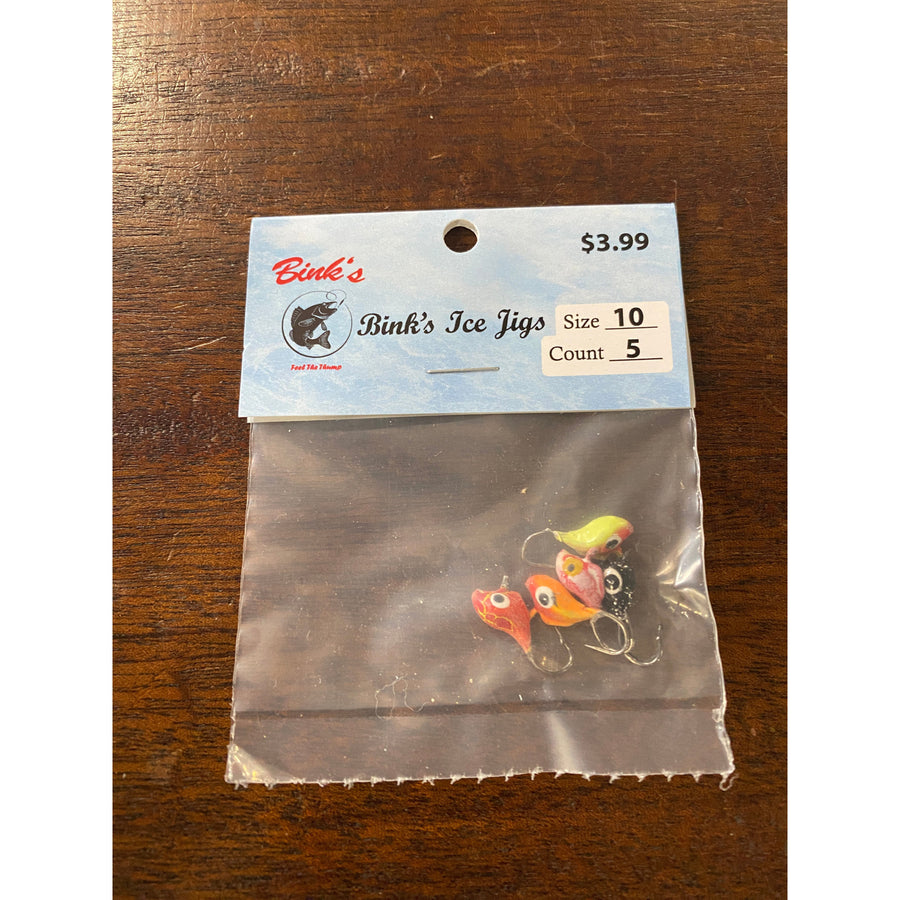 $3.99
Bink's
Bink's Ice Jigs
Size 10
Count 5
Feel The Thump